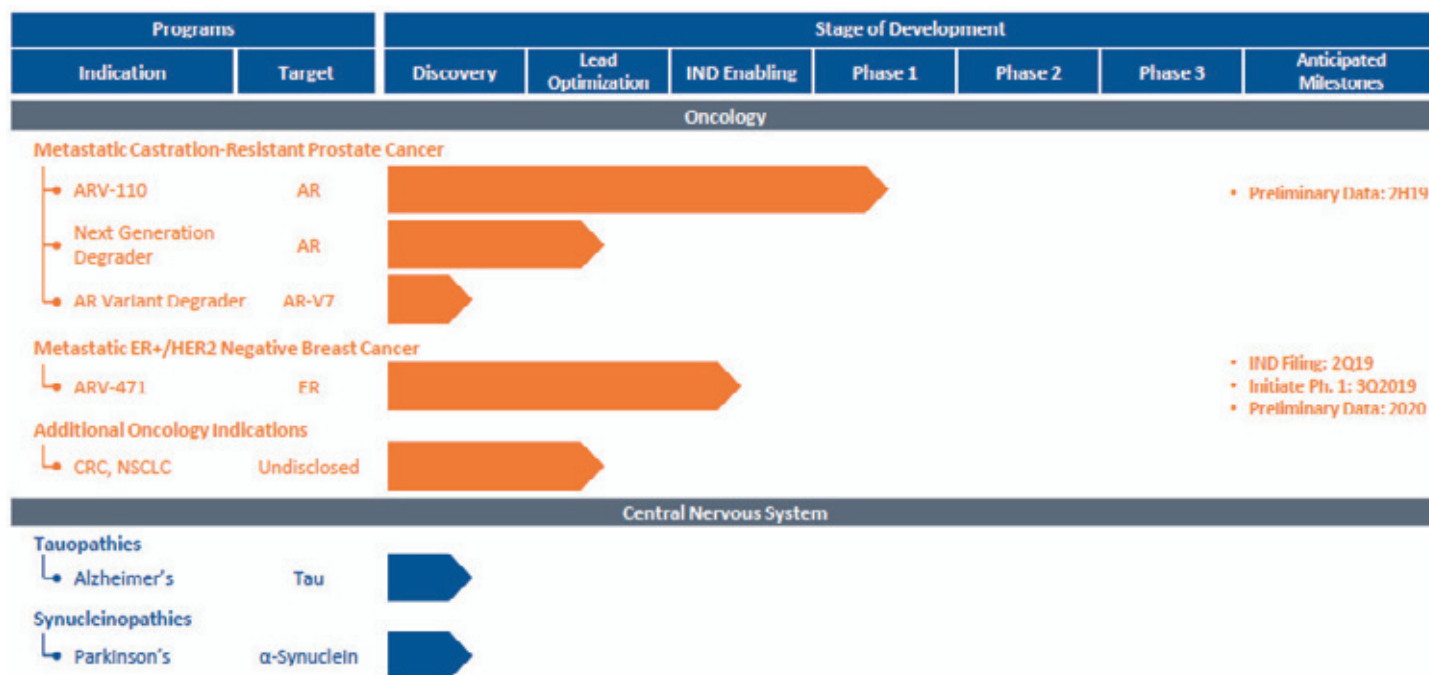 Programs
Stage of Development
Indication
Target
Discovery
Lead
Optimization
IND Enabling
Phase 1
Phase 2
Phase 3
Anticipated
Milestones
Oncology
Metastatic Castration-Resistant Prostate Cancer
ARV-110
AR
• Preliminary Data: 2H19
Next Generation
Degrader
AR
AR Variant Degrader
AR-V7
Metastatic ER+/HER2 Negative Breast Cancer
ARV-471
ER
• IND Filing: 2Q19
• Initiate Ph. 1: 3Q2019
• Preliminary Data: 2020
Additional Oncology Indications
CRC, NSCLC
Undisclosed
Central Nervous System
Tauopathies
Alzheimer's
Tau
Synucleinopathies
Parkinson's
α-Synuclein